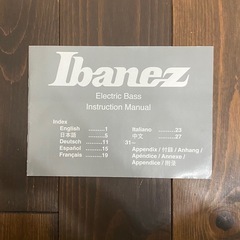 Ibanez
Electric Bass
Instruction Manual
Index
English ............1
日本語 ............5
Deutsch ............11
Español ............15
Français ............19
Italiano ............23
中文 ............27
31~
Appendix / 付録 / Anhang /
Apéndice / Annexe /
Appendice / 附录